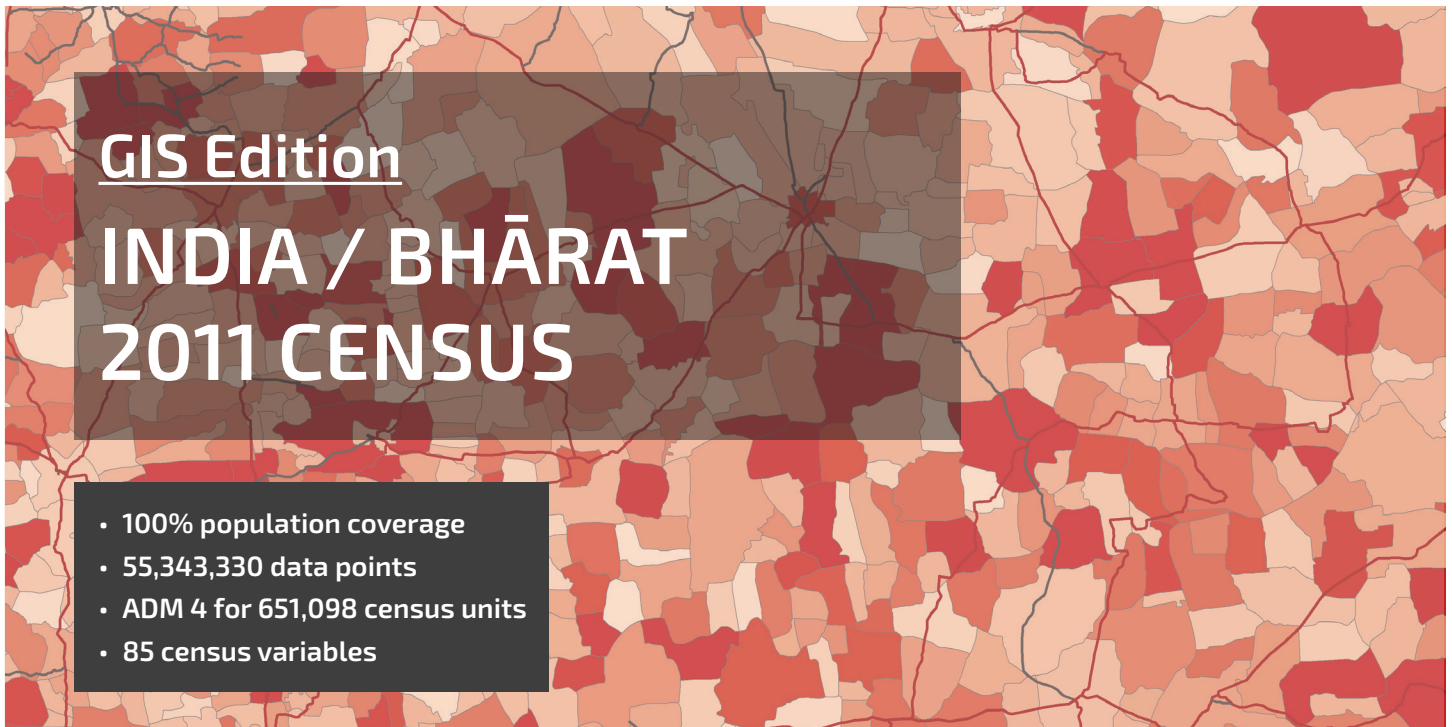 GIS Edition
INDIA / BHĀRAT
2011 CENSUS
• 100% population coverage
• 55,343,330 data points
• ADM 4 for 651,098 census units
• 85 census variables